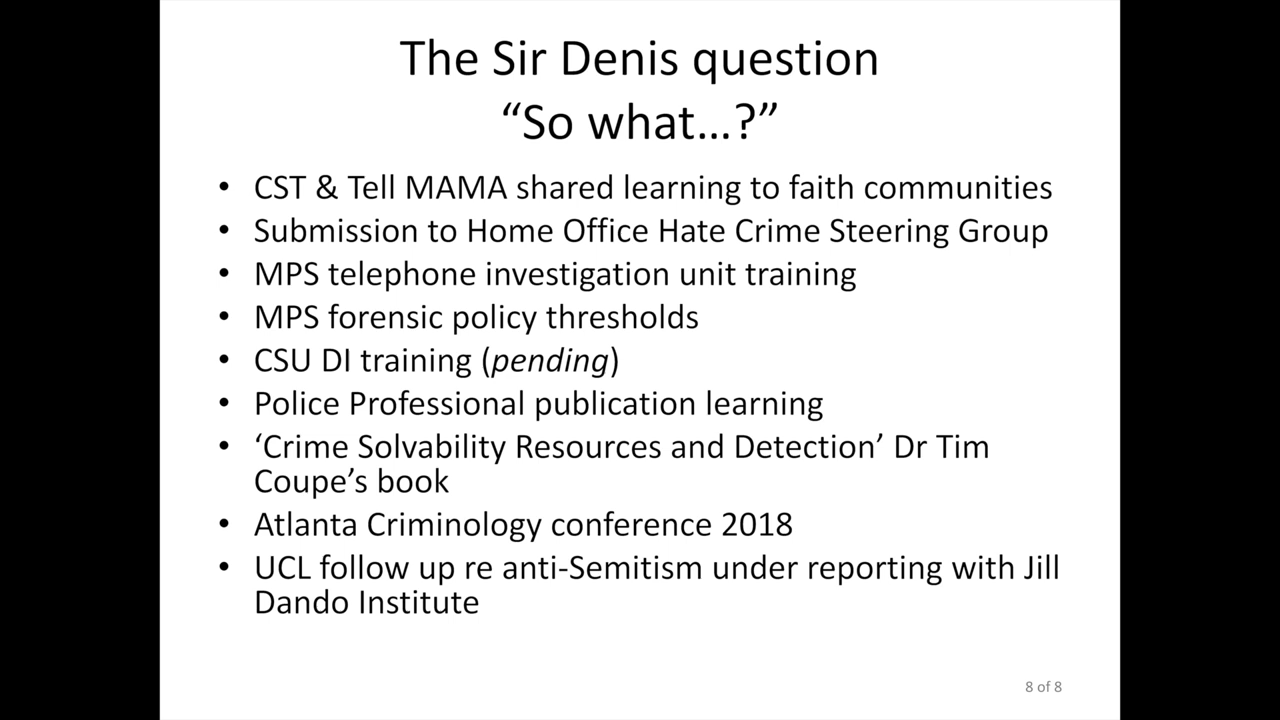 The Sir Denis question
“So what…?”
• CST & Tell MAMA shared learning to faith communities
• Submission to Home Office Hate Crime Steering Group
• MPS telephone investigation unit training
• MPS forensic policy thresholds
• CSU DI training (pending)
• Police Professional publication learning
• ‘Crime Solvability Resources and Detection’ Dr Tim
Coupe’s book
• Atlanta Criminology conference 2018
• UCL follow up re anti-Semitism under reporting with Jill
Dando Institute
8 of 8